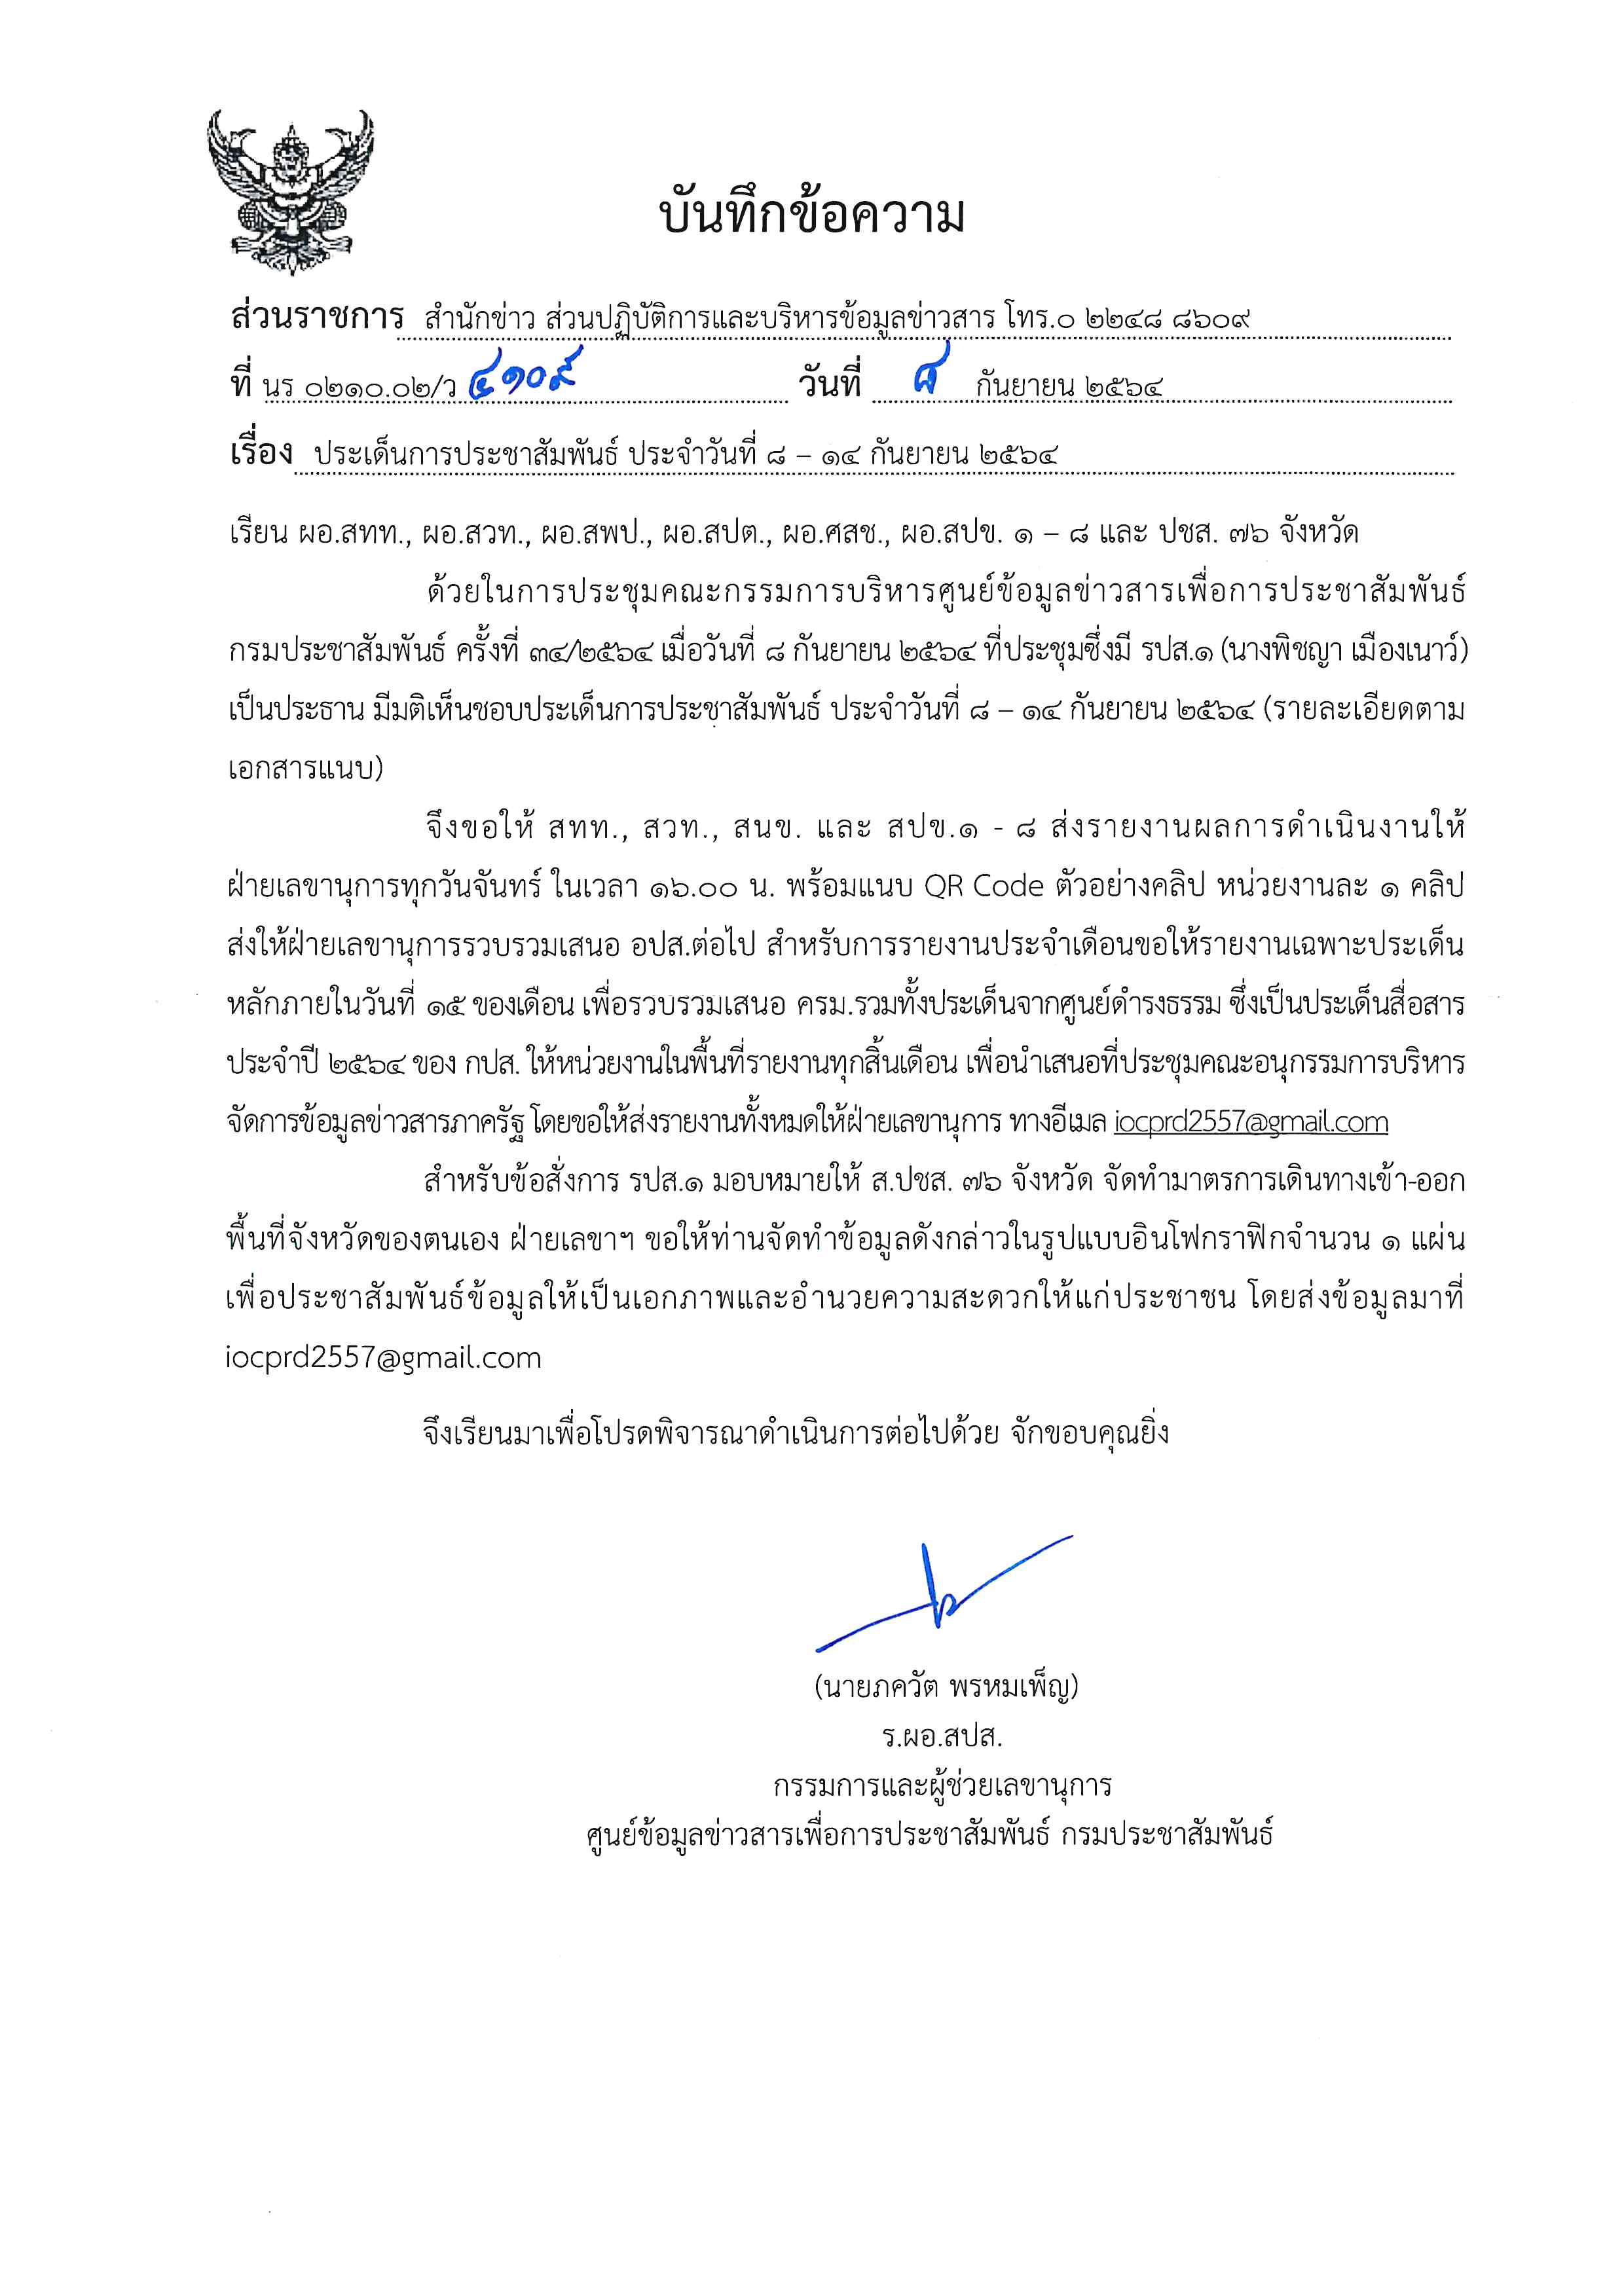 บันทึกข้อความ
ส่วนราชการ สำนักข่าว ส่วนปฏิบัติการและบริหารข้อมูลข่าวสาร โทร.๐ ๒๒๔๘ ๘๖๐๙
ที่ นร ๐๒๑๐.๐๒/ว ๔๑๐๙ วันที่ ๘ กันยายน ๒๕๖๔
เรื่อง ประเด็นการประชาสัมพันธ์ ประจำวันที่ ๘ – ๑๔ กันยายน ๒๕๖๔
เรียน ผอ.สทท., ผอ.สวท., ผอ.สพป., ผอ.สปต., ผอ.ศสช., ผอ.สปข. ๑ – ๘ และ ปชส. ๗๖ จังหวัด
ด้วยในการประชุมคณะกรรมการบริหารศูนย์ข้อมูลข่าวสารเพื่อการประชาสัมพันธ์
กรมประชาสัมพันธ์ ครั้งที่ ๓๔/๒๕๖๔ เมื่อวันที่ ๘ กันยายน ๒๕๖๔ ที่ประชุมซึ่งมี รปส.๑ (นางพิชญา เมืองเนาว์)
เป็นประธาน มีมติเห็นชอบประเด็นการประชาสัมพันธ์ ประจำวันที่ ๘ – ๑๔ กันยายน ๒๕๖๔ (รายละเอียดตาม
เอกสารแนบ)
จึงขอให้ สทท., สวท., สนข. และ สปข.๑ - ๘ ส่งรายงานผลการดำเนินงานให้
ฝ่ายเลขานุการทุกวันจันทร์ ในเวลา ๑๖.๐๐ น. พร้อมแนบ QR Code ตัวอย่างคลิป หน่วยงานละ ๑ คลิป
ส่งให้ฝ่ายเลขานุการรวบรวมเสนอ อปส.ต่อไป สำหรับการรายงานประจำเดือนขอให้รายงานเฉพาะประเด็น
หลักภายในวันที่ ๑๕ ของเดือน เพื่อรวบรวมเสนอ ครม.รวมทั้งประเด็นจากศูนย์ดำรงธรรม ซึ่งเป็นประเด็นสื่อสาร
ประจำปี ๒๕๖๔ ของ กปส. ให้หน่วยงานในพื้นที่รายงานทุกสิ้นเดือน เพื่อนำเสนอที่ประชุมคณะอนุกรรมการบริหาร
จัดการข้อมูลข่าวสารภาครัฐ โดยขอให้ส่งรายงานทั้งหมดให้ฝ่ายเลขานุการ ทางอีเมล iocprd2557@gmail.com
สำหรับข้อสั่งการ รปส.๑ มอบหมายให้ ส.ปชส. ๗๖ จังหวัด จัดทำมาตรการเดินทางเข้า-ออก
พื้นที่จังหวัดของตนเอง ฝ่ายเลขาฯ ขอให้ท่านจัดทำข้อมูลดังกล่าวในรูปแบบอินโฟกราฟิกจำนวน ๑ แผ่น
เพื่อประชาสัมพันธ์ข้อมูลให้เป็นเอกภาพและอำนวยความสะดวกให้แก่ประชาชน โดยส่งข้อมูลมาที่
iocprd2557@gmail.com
จึงเรียนมาเพื่อโปรดพิจารณาดำเนินการต่อไปด้วย จักขอบคุณยิ่ง
(นายภควัต พรหมเพ็ญ)
ร.ผอ.สปส.
กรรมการและผู้ช่วยเลขานุการ
ศูนย์ข้อมูลข่าวสารเพื่อการประชาสัมพันธ์ กรมประชาสัมพันธ์